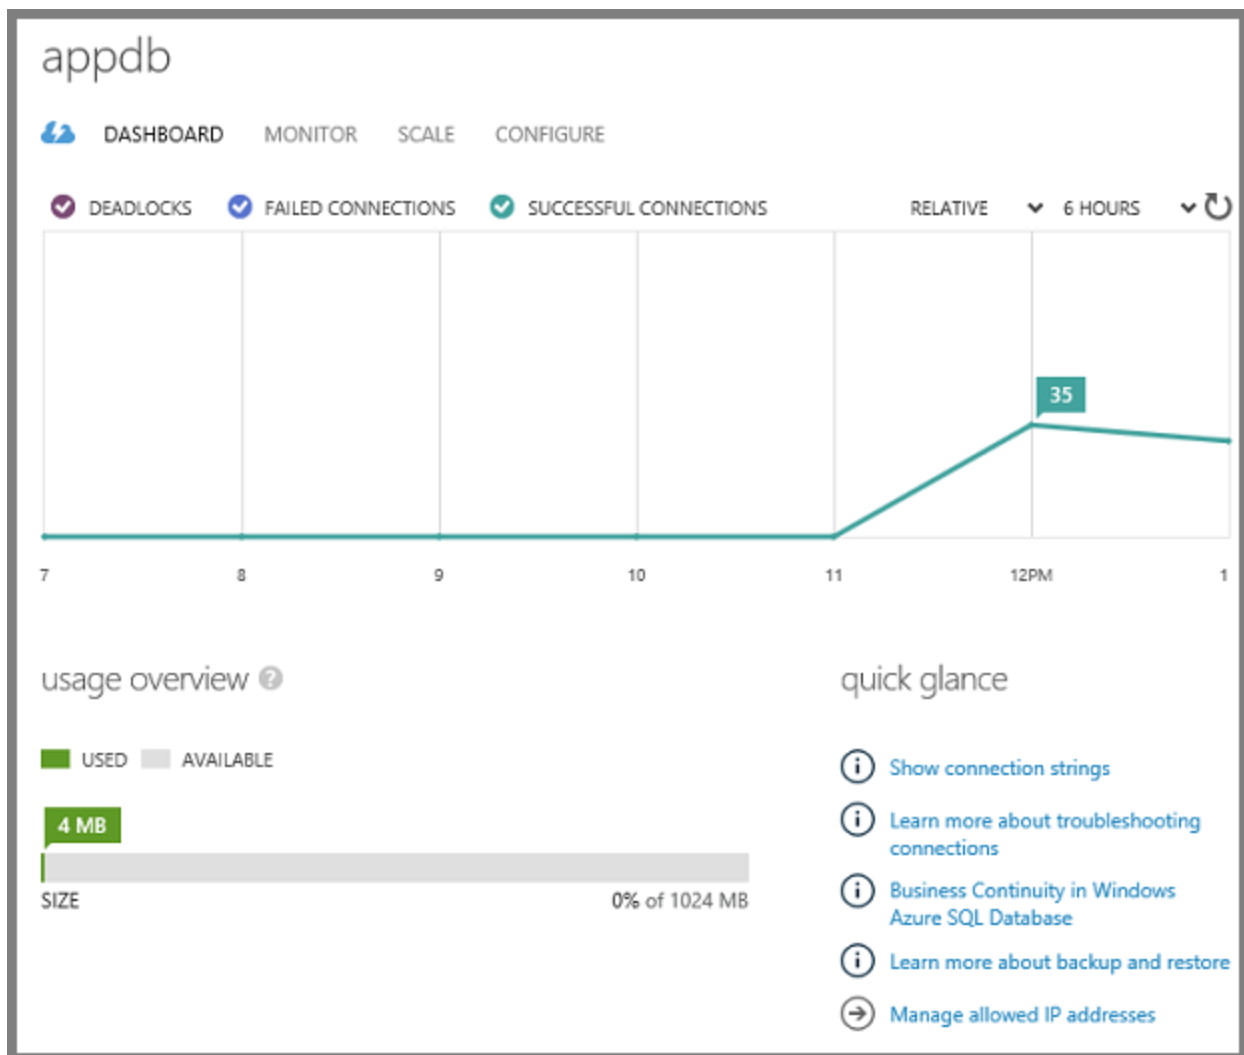 appdb
DASHBOARD MONITOR SCALE CONFIGURE
DEADLOCKS FAILED CONNECTIONS SUCCESSFUL CONNECTIONS RELATIVE 6 HOURS
35
7 8 9 10 11 12PM 1
usage overview ?
USED AVAILABLE
4 MB
SIZE 0% of 1024 MB
quick glance
Show connection strings
Learn more about troubleshooting
connections
Business Continuity in Windows
Azure SQL Database
Learn more about backup and restore
Manage allowed IP addresses